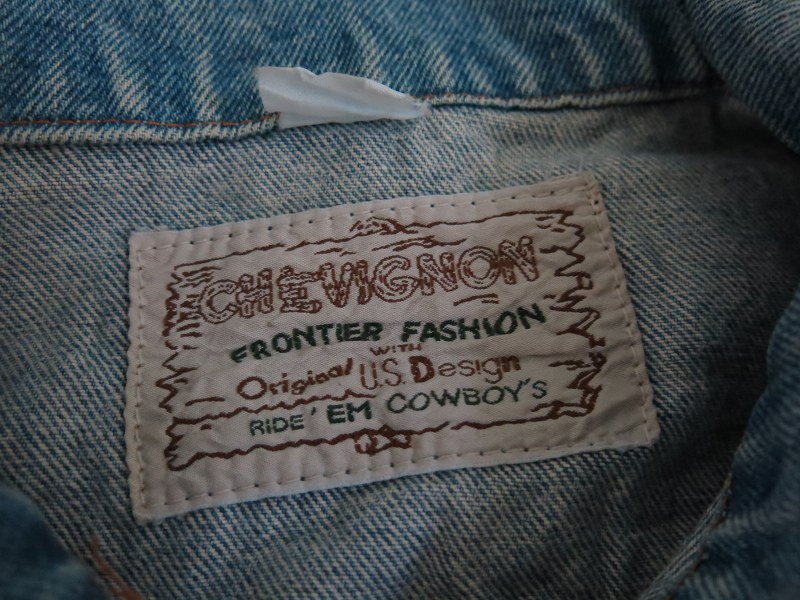 CHEVIGNON
FRONTIER FASHION
WITH
Original U.S. Design
RIDE 'EM COWBOY'S